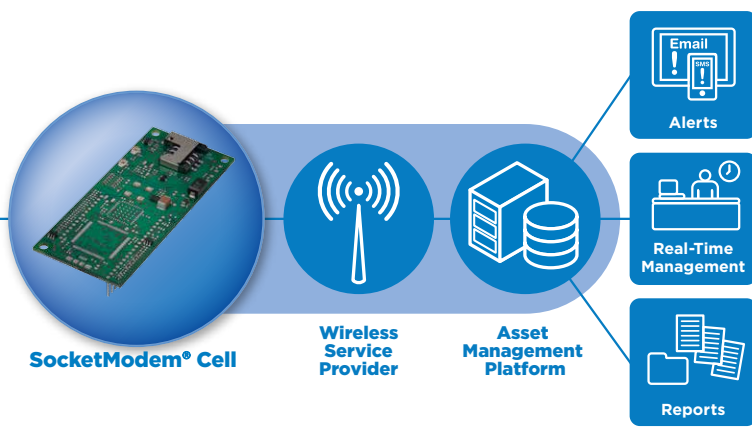 SocketModem® Cell
Wireless
Service
Provider
Asset
Management
Platform
Email
SMS
Alerts
Real-Time
Management
Reports